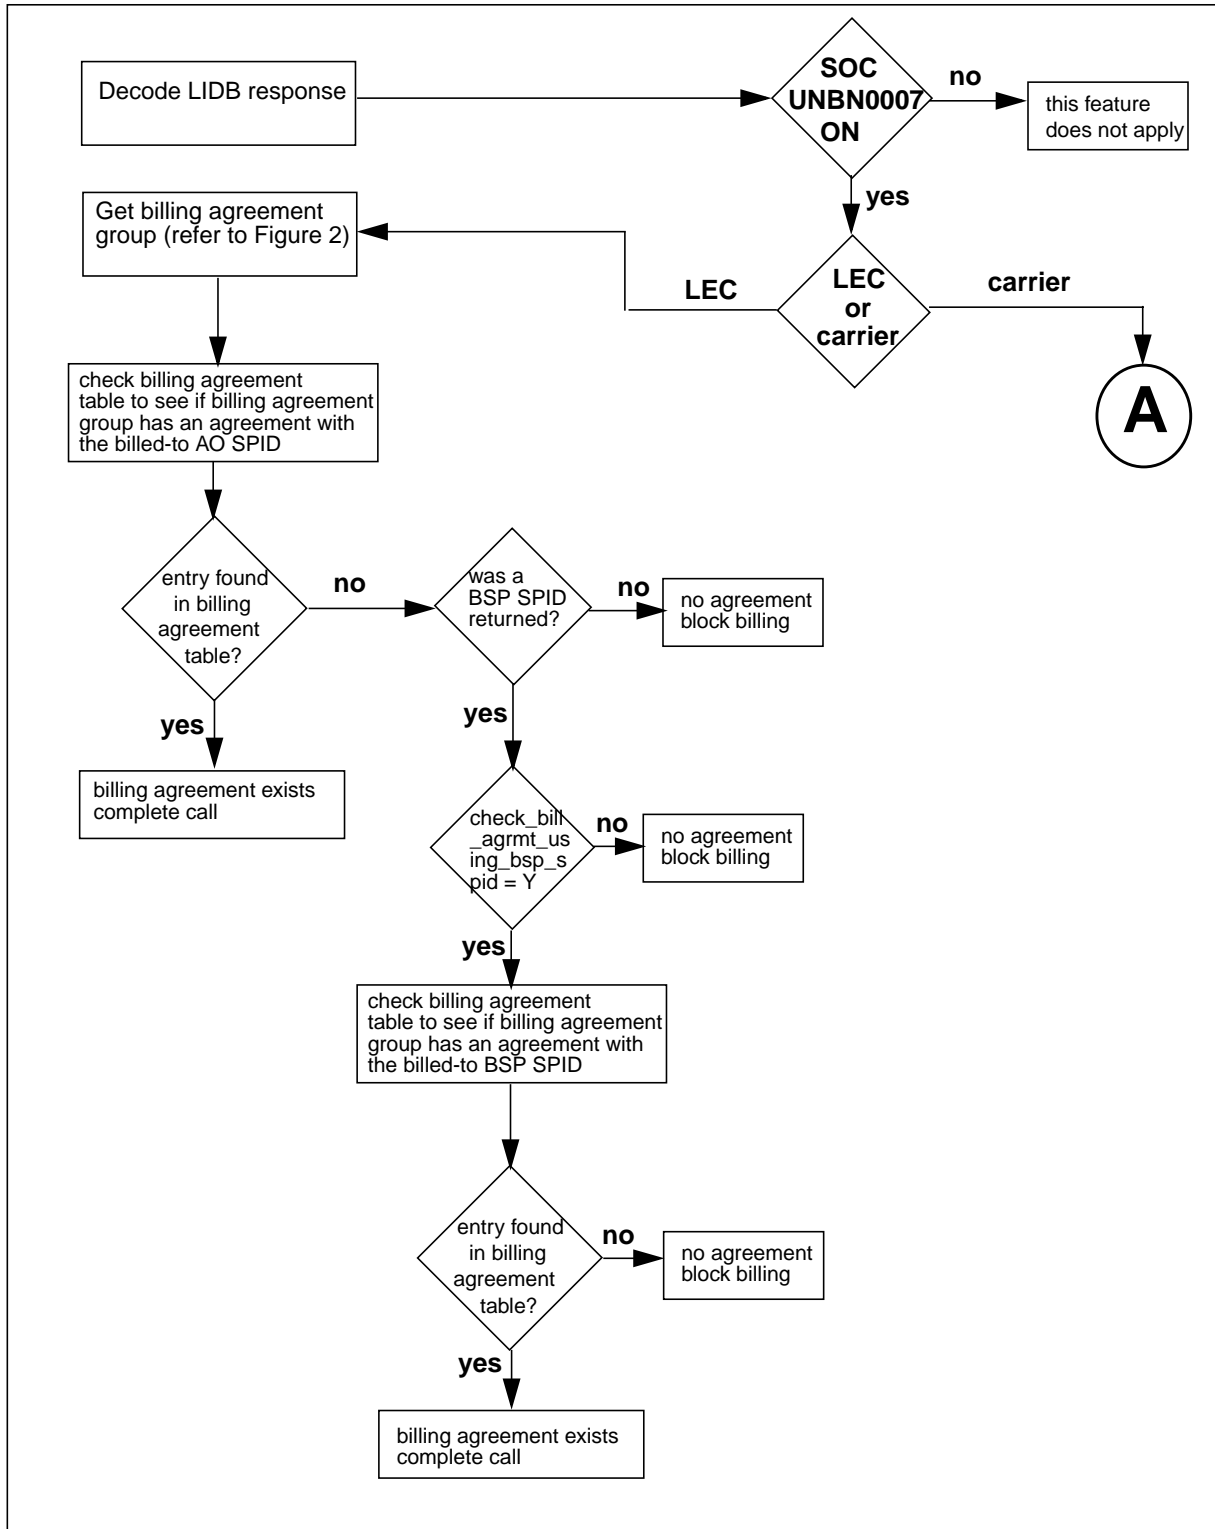 Decode LIDB response
SOC
UNBN0007
ON
no
this feature
does not apply
yes
Get billing agreement
group (refer to Figure 2)
LEC
LEC
or
carrier
carrier
A
check billing agreement
table to see if billing agreement
group has an agreement with
the billed-to AO SPID
entry found
in billing
agreement
table?
no
was a
BSP SPID
returned?
no
no agreement
block billing
yes
billing agreement exists
complete call
yes
check_bill
_agrmt_us
ing_bsp_s
pid = Y
no
no agreement
block billing
yes
check billing agreement
table to see if billing agreement
group has an agreement with
the billed-to BSP SPID
entry found
in billing
agreement
table?
no
no agreement
block billing
yes
billing agreement exists
complete call